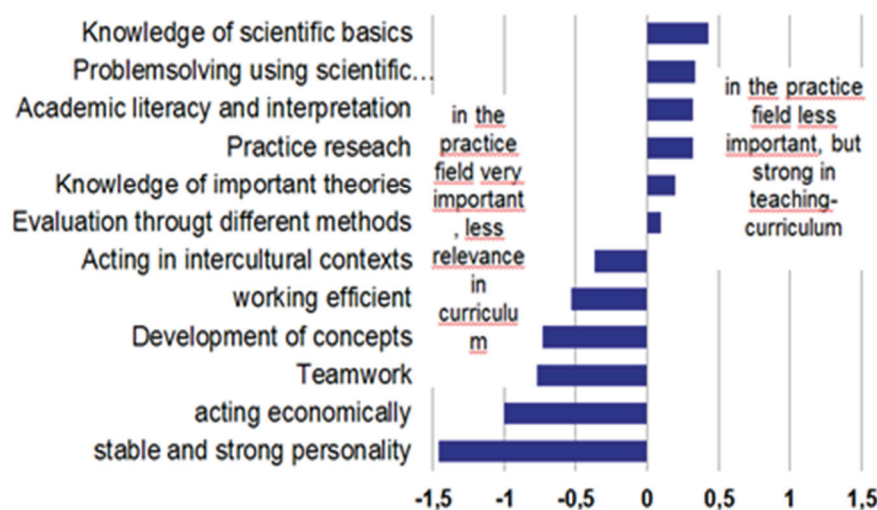 Knowledge of scientific basics
Problemsolving using scientific…
Academic literacy and interpretation
Practice reseach
Knowledge of important theories
Evaluation througt different methods
Acting in intercultural contexts
working efficient
Development of concepts
Teamwork
acting economically
stable and strong personality
in the
practice
field very
important
, less
relevance
in
curriculu
m
in the practice
field less
important, but
strong in
teaching-
curriculum
-1,5 -1 -0,5 0 0,5 1 1,5